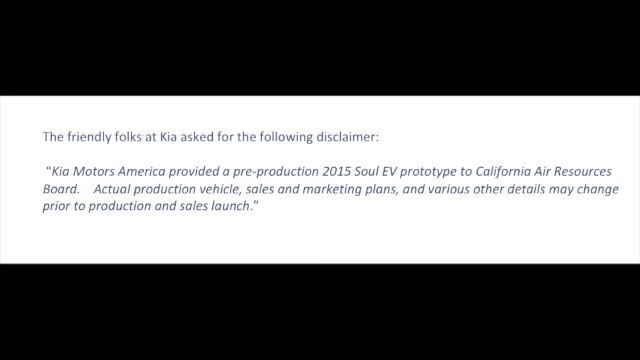 The friendly folks at Kia asked for the following disclaimer:
"Kia Motors America provided a pre-production 2015 Soul EV prototype to California Air Resources
Board.    Actual production vehicle, sales and marketing plans, and various other details may change
prior to production and sales launch."